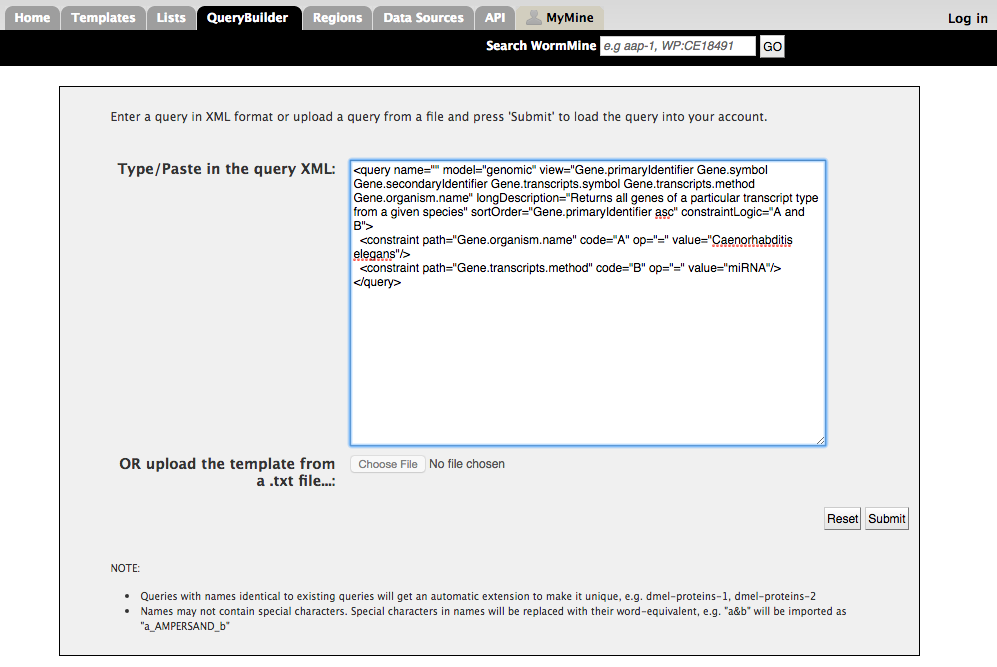 Home Templates Lists QueryBuilder Regions Data Sources API MyMine Log in
Search WormMine e.g aap-1, WP:CE18491 GO
Enter a query in XML format or upload a query from a file and press 'Submit' to load the query into your account.
Type/Paste in the query XML:
<query name="" model="genomic" view="Gene.primaryIdentifier Gene.symbol
Gene.secondaryIdentifier Gene.transcripts.symbol Gene.transcripts.method
Gene.organism.name" longDescription="Returns all genes of a particular transcript type
from a given species" sortOrder="Gene.primaryIdentifier asc" constraintLogic="A and
B">
<constraint path="Gene.organism.name" code="A" op="=" value="Caenorhabditis
elegans"/>
<constraint path="Gene.transcripts.method" code="B" op="=" value="miRNA"/>
</query>
OR upload the template from
a .txt file...:
Choose File No file chosen
Reset Submit
NOTE:
• Queries with names identical to existing queries will get an automatic extension to make it unique, e.g. dmel-proteins-1, dmel-proteins-2
• Names may not contain special characters. Special characters in names will be replaced with their word-equivalent, e.g. "a&b" will be imported as
"a_AMPERSAND_b"